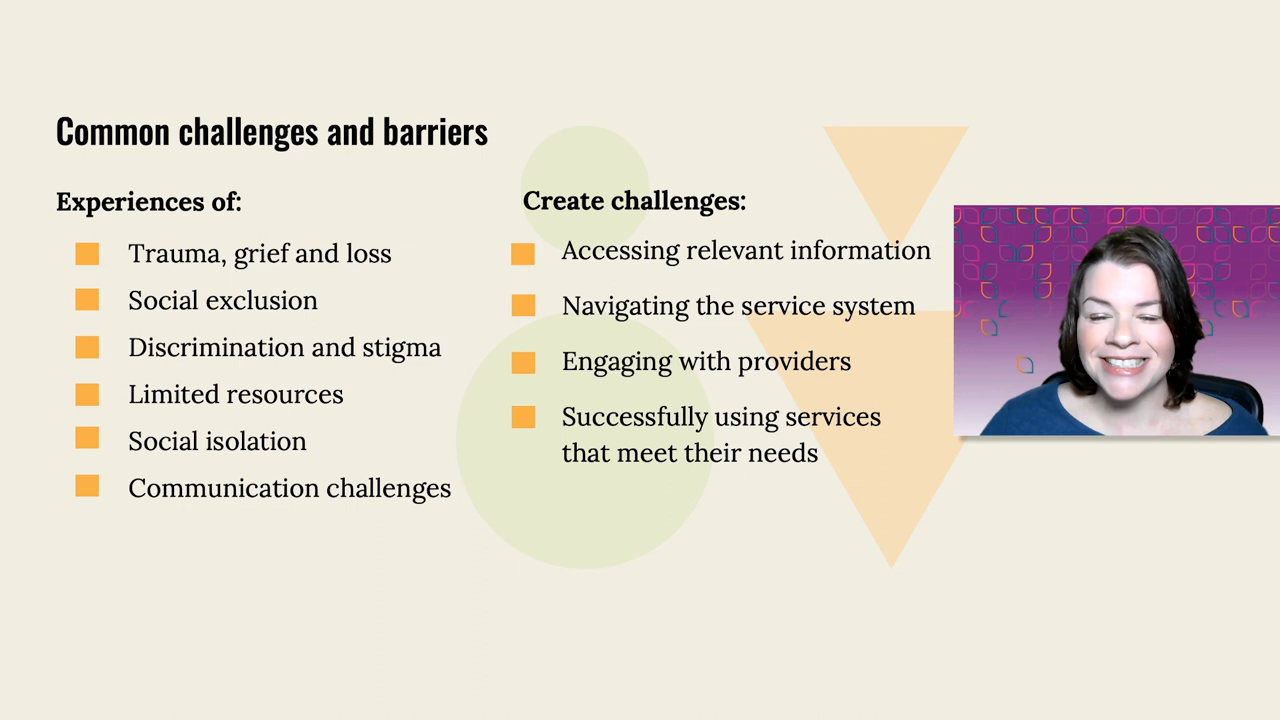 Common challenges and barriers
Experiences of:
Trauma, grief and loss
Social exclusion
Discrimination and stigma
Limited resources
Social isolation
Communication challenges
Create challenges:
Accessing relevant information
Navigating the service system
Engaging with providers
Successfully using services
that meet their needs